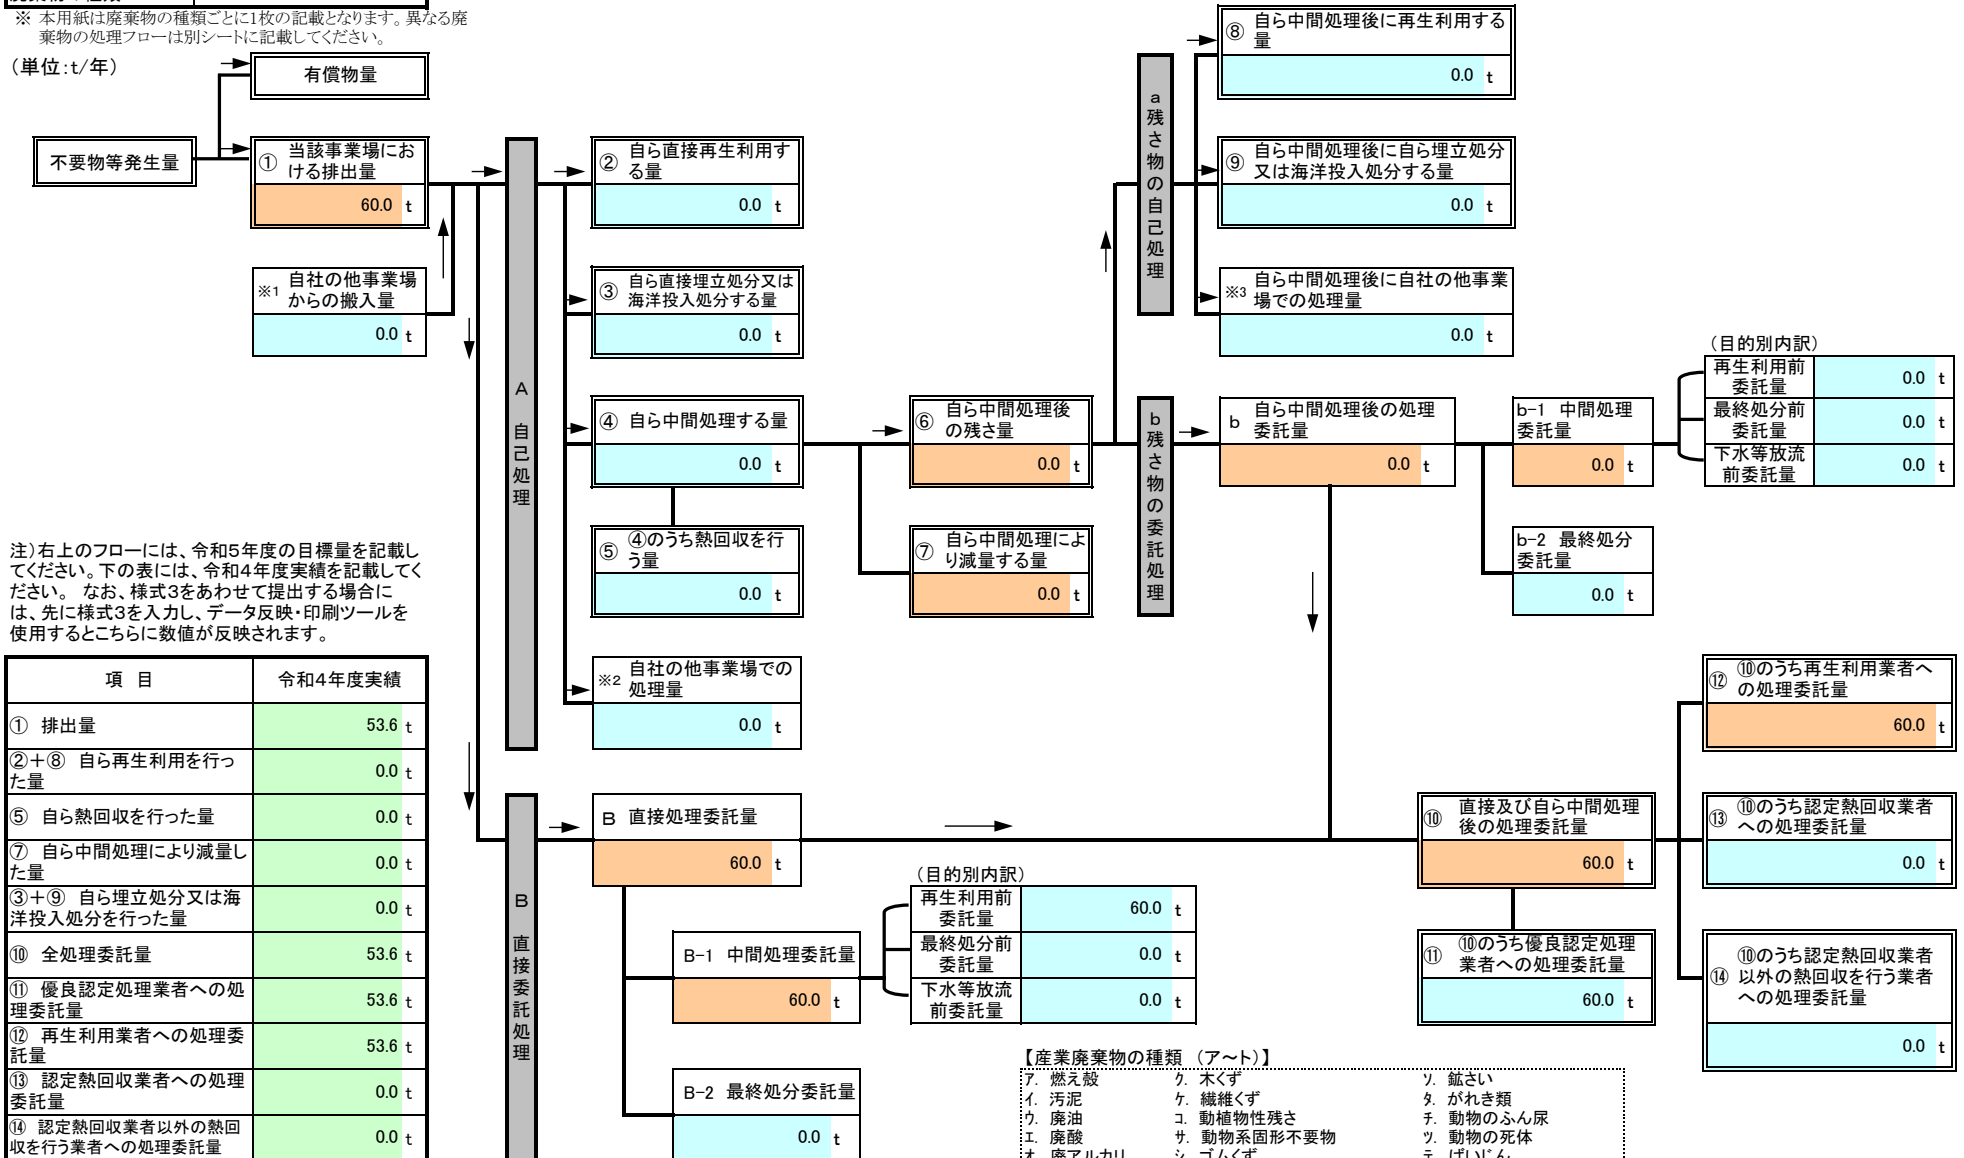 ※ 本用紙は廃棄物の種類ごとに1枚の記載となります。異なる廃
棄物の処理フローは別シートに記載してください。
（単位：t/年）
有償物量
不要物等発生量
① 当該事業場にお
ける排出量
60.0 t
※1 自社の他事業場
からの搬入量
0.0 t
A 自己処理
② 自ら直接再生利用す
る量
0.0 t
③ 自ら直接埋立処分又は
海洋投入処分する量
0.0 t
④ 自ら中間処理する量
0.0 t
⑤ ④のうち熱回収を行
う量
0.0 t
※2 自社の他事業場での
処理量
0.0 t
⑥ 自ら中間処理後
の残さ量
0.0 t
⑦ 自ら中間処理によ
り減量する量
0.0 t
a 残さ物の自己処理
⑧ 自ら中間処理後に再生利用する
量
0.0 t
⑨ 自ら中間処理後に自ら埋立処分
又は海洋投入処分する量
0.0 t
※3 自ら中間処理後に自社の他事業
場での処理量
0.0 t
b 残さ物の委託処理
b 自ら中間処理後の処理
委託量
0.0 t
b-1 中間処理
委託量
0.0 t
b-2 最終処分
委託量
0.0 t
（目的別内訳）
再生利用前
委託量
0.0 t
最終処分前
委託量
0.0 t
下水等放流
前委託量
0.0 t
注）右上のフローには、令和5年度の目標量を記載し
てください。下の表には、令和4年度実績を記載してく
ださい。 なお、様式3をあわせて提出する場合に
は、先に様式3を入力し、データ反映・印刷ツールを
使用するとこちらに数値が反映されます。
項 目 令和4年度実績
① 排出量 53.6 t
②＋⑧ 自ら再生利用を行っ
た量 0.0 t
⑤ 自ら熱回収を行った量 0.0 t
⑦ 自ら中間処理により減量し
た量 0.0 t
③＋⑨ 自ら埋立処分又は海
洋投入処分を行った量 0.0 t
⑩ 全処理委託量 53.6 t
⑪ 優良認定処理業者への処
理委託量 53.6 t
⑫ 再生利用業者への処理委
託量 53.6 t
⑬ 認定熱回収業者への処理
委託量 0.0 t
⑭ 認定熱回収業者以外の熱回
収を行う業者への処理委託量 0.0 t
B 直接委託処理
B 直接処理委託量
60.0 t
B-1 中間処理委託量
60.0 t
B-2 最終処分委託量
0.0 t
（目的別内訳）
再生利用前
委託量
60.0 t
最終処分前
委託量
0.0 t
下水等放流
前委託量
0.0 t
⑩ 直接及び自ら中間処理
後の処理委託量
60.0 t
⑪ ⑩のうち優良認定処理
業者への処理委託量
60.0 t
⑫ ⑩のうち再生利用業者へ
の処理委託量
60.0 t
⑬ ⑩のうち認定熱回収業者
への処理委託量
0.0 t
⑭ ⑩のうち認定熱回収業者
以外の熱回収を行う業者
への処理委託量
0.0 t
【産業廃棄物の種類 （ア～ト）】
ア. 燃え殻 ク. 木くず ソ. 鉱さい
イ. 汚泥 ケ. 繊維くず タ. がれき類
ウ. 廃油 コ. 動植物性残さ チ. 動物のふん尿
エ. 廃酸 サ. 動物系固形不要物 ツ. 動物の死体
オ. 廃アルカリ シ. ゴムくず テ. ばいじん